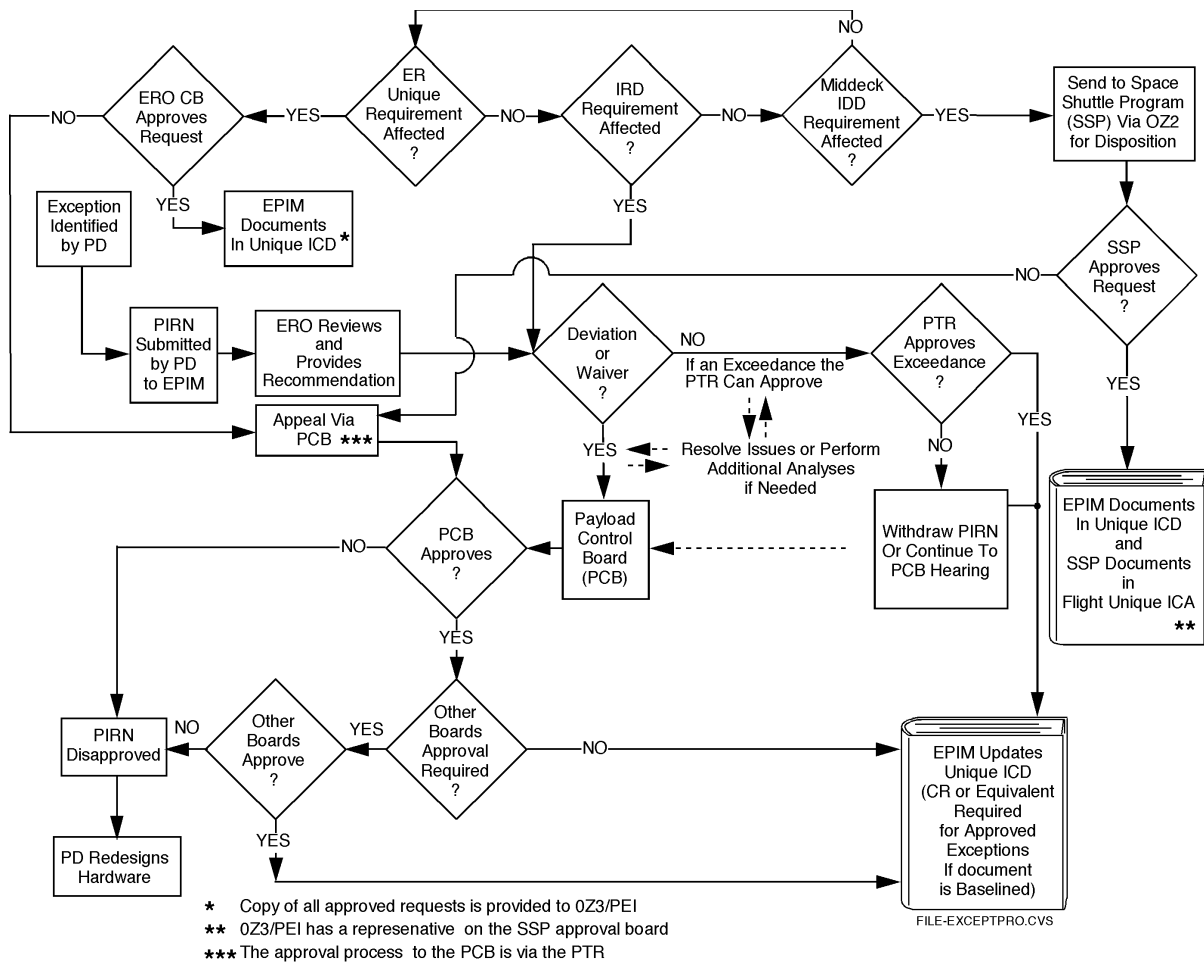 NO
ERO CB
Approves
Request
YES
ER
Unique
Requirement
Affected
?
NO
IRD
Requirement
Affected
?
NO
Middeck
IDD
Requirement
Affected
?
NO
YES
Send to Space
Shuttle Program
(SSP) Via OZ2
for Disposition
YES
EPIM
Documents
In Unique ICD *
Exception
Identified
by PD
YES
SSP
Approves
Request
?
NO
PIRN
Submitted
by PD
to EPIM
ERO Reviews
and
Provides
Recommendation
Deviation
or
Waiver
?
NO
If an Exceedance the
PTR Can Approve
PTR
Approves
Exceedance
?
YES
YES
Appeal Via
PCB ***
YES
Resolve Issues or Perform
Additional Analyses
if Needed
NO
EPIM Documents
In Unique ICD
and
SSP Documents
in
Flight Unique ICA
**
NO
PCB
Approves
?
Payload
Control
Board
(PCB)
Withdraw PIRN
Or Continue To
PCB Hearing
YES
PIRN
Disapproved
NO
Other
Boards
Approve
?
YES
Other
Boards
Approval
Required
?
NO
EPIM Updates
Unique ICD
(CR or Equivalent
Required
for Approved
Exceptions
If document
is Baselined)
YES
PD Redesigns
Hardware
FILE-EXCEPTPRO.CVS
* Copy of all approved requests is provided to 0Z3/PEI
** 0Z3/PEI has a represenative on the SSP approval board
*** The approval process to the PCB is via the PTR